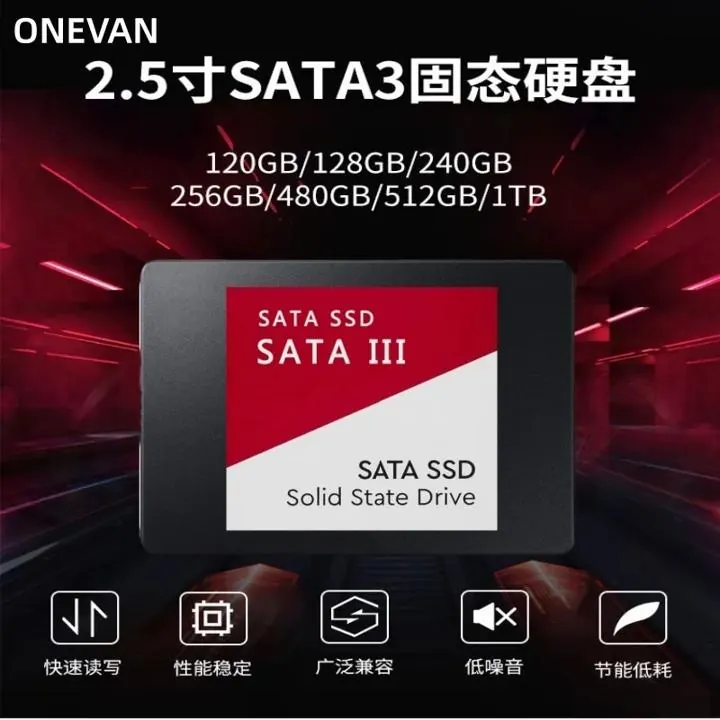 ONEVAN
2.5寸SATA3固态硬盘
120GB/128GB/240GB
256GB/480GB/512GB/1TB
SATA SSD
SATA III
SATA SSD
Solid State Drive
快速读写
性能稳定
广泛兼容
低噪音
节能低耗